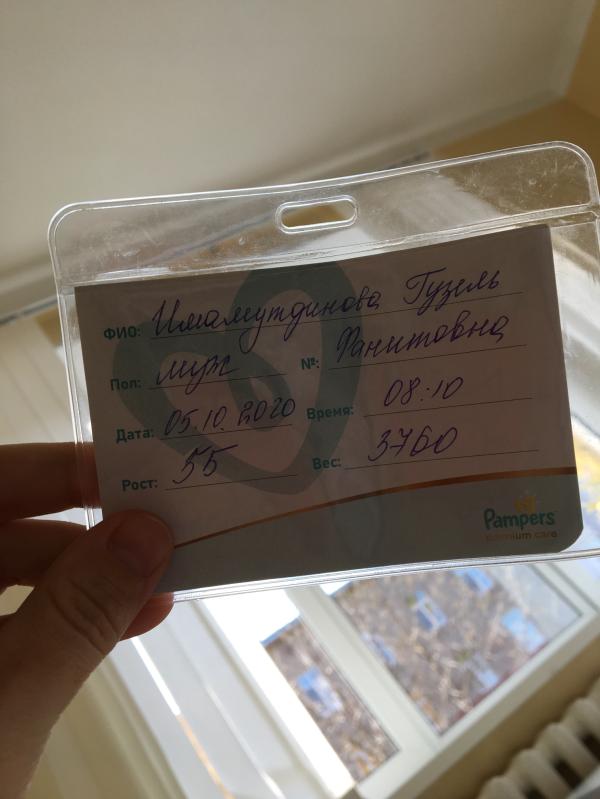 ФИО: Имамутдинова Гузель
Пол: муж №: Фанитовна
Дата: 05.10.2020 Время: 08:10
Рост: 55 Вес: 3760
Pampers
premium care